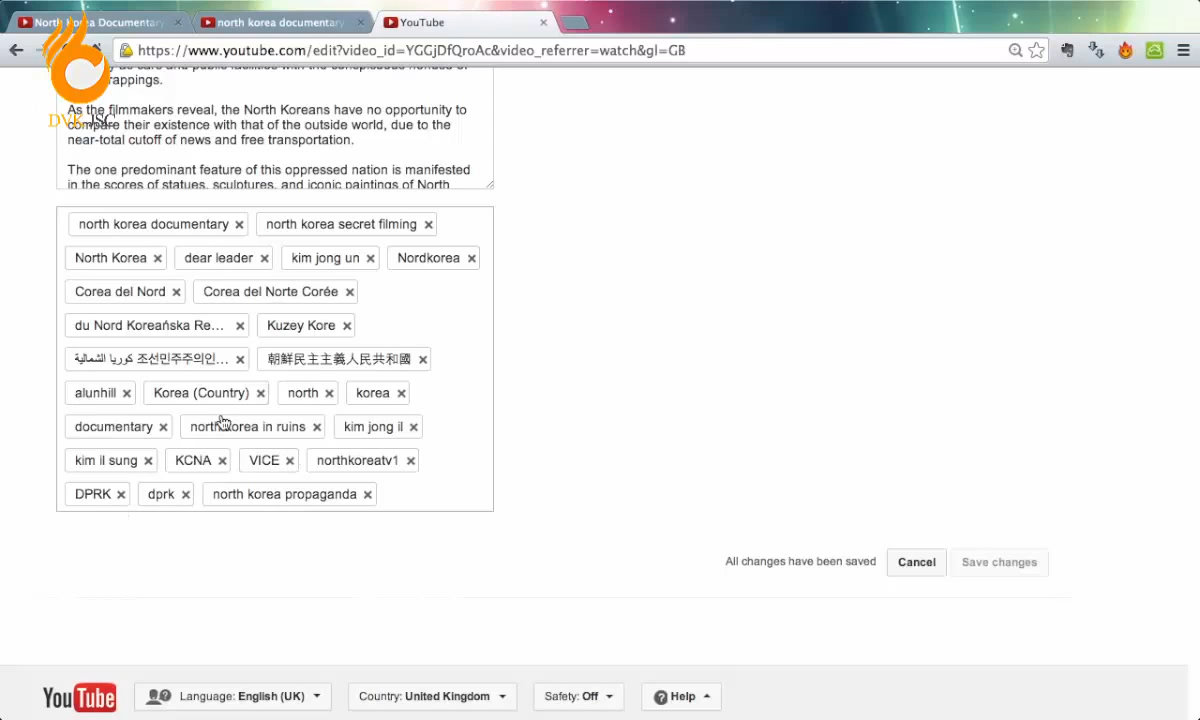 North Korea Documentar
north korea documentary
YouTube
https://www.youtube.com/edit?video_id=YGGjDfQroAc&video_referrer=watch&gl=GB
DVK JSC
rappings.
As the filmmakers reveal, the North Koreans have no opportunity to
compare their existence with that of the outside world, due to the
near-total cutoff of news and free transportation.
The one predominant feature of this oppressed nation is manifested
in the scores of statues, sculptures, and iconic paintings of North
north korea documentary north korea secret filming
North Korea dear leader kim jong un Nordkorea
Corea del Nord Corea del Norte Corée
du Nord Koreańska Re... Kuzey Kore
كوريا الشمالية 조선민주주의인... 朝鮮民主主義人民共和國
alunhill Korea (Country) north korea
documentary north korea in ruins kim jong il
kim il sung KCNA VICE northkoreatv1
DPRK dprk north korea propaganda
All changes have been saved Cancel Save changes
YouTube Language: English (UK) Country: United Kingdom Safety: Off Help